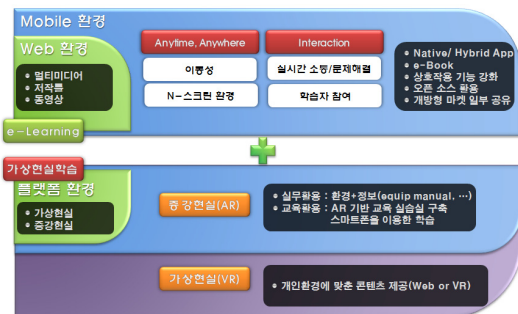 Mobile 환경
Web 환경
멀티미디어
저작툴
동영상
e-Learning
Anytime, Anywhere
이동성
N-스크린 환경
Interaction
실시간 소통/문제해결
학습자 참여
Native/ Hybrid App
e-Book
상호작용 기능 강화
오픈 소스 활용
개방형 마켓 일부 공유
가상현실학습
플랫폼 환경
가상현실
증강현실
증강현실(AR)
실무활용 : 환경+정보(equip manual, …)
교육활용 : AR 기반 교육 실습실 구축
스마트폰을 이용한 학습
가상현실(VR)
개인환경에 맞춘 콘텐츠 제공(Web or VR)